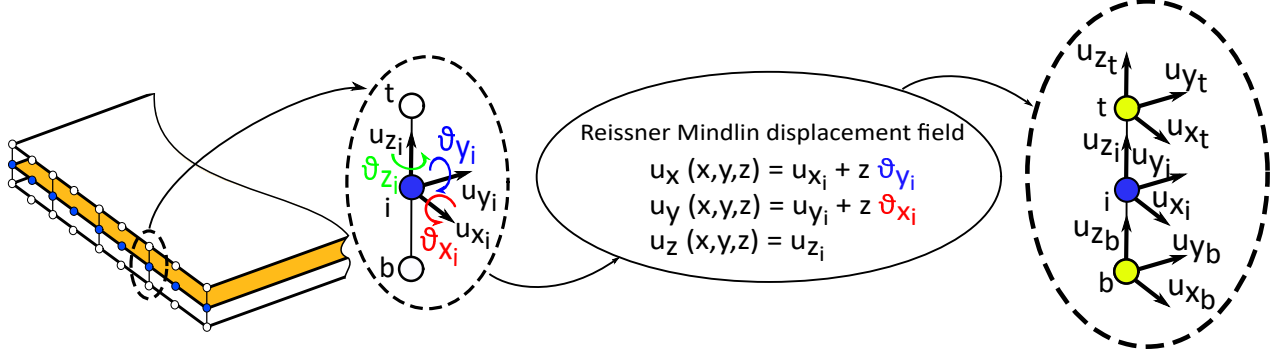 t
u_{z_i}
ϑ_{y_i}
ϑ_{z_i}
u_{y_i}
i
u_{x_i}
ϑ_{x_i}
b
Reissner Mindlin displacement field
u_x (x,y,z) = u_{x_i} + z ϑ_{y_i}
u_y (x,y,z) = u_{y_i} + z ϑ_{x_i}
u_z (x,y,z) = u_{z_i}
u_{z_t}
u_{y_t}
t
u_{x_t}
u_{z_i}
u_{y_i}
i
u_{x_i}
u_{z_b}
u_{y_b}
b
u_{x_b}